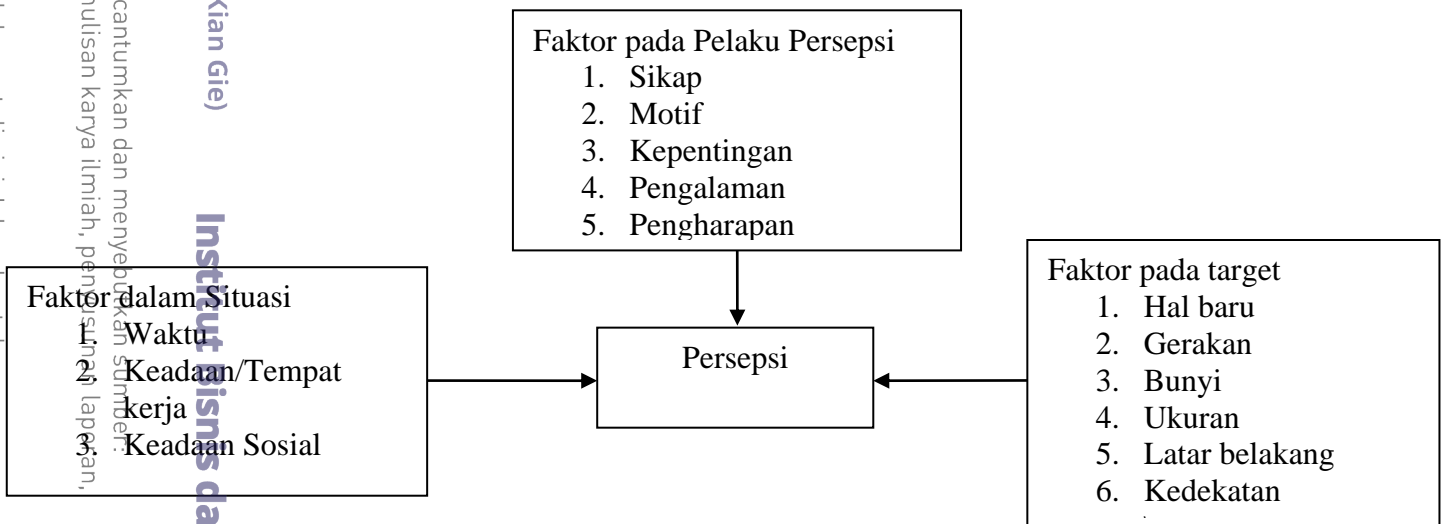 Kian Gie)
cantumkan dan menyebutkan sumber:
nulisan karya ilmiah, penyusunan laporan,
Institut Bisnis da
Faktor pada Pelaku Persepsi
1. Sikap
2. Motif
3. Kepentingan
4. Pengalaman
5. Pengharapan
Faktor dalam Situasi
1. Waktu
2. Keadaan/Tempat
kerja
3. Keadaan Sosial
Persepsi
Faktor pada target
1. Hal baru
2. Gerakan
3. Bunyi
4. Ukuran
5. Latar belakang
6. Kedekatan